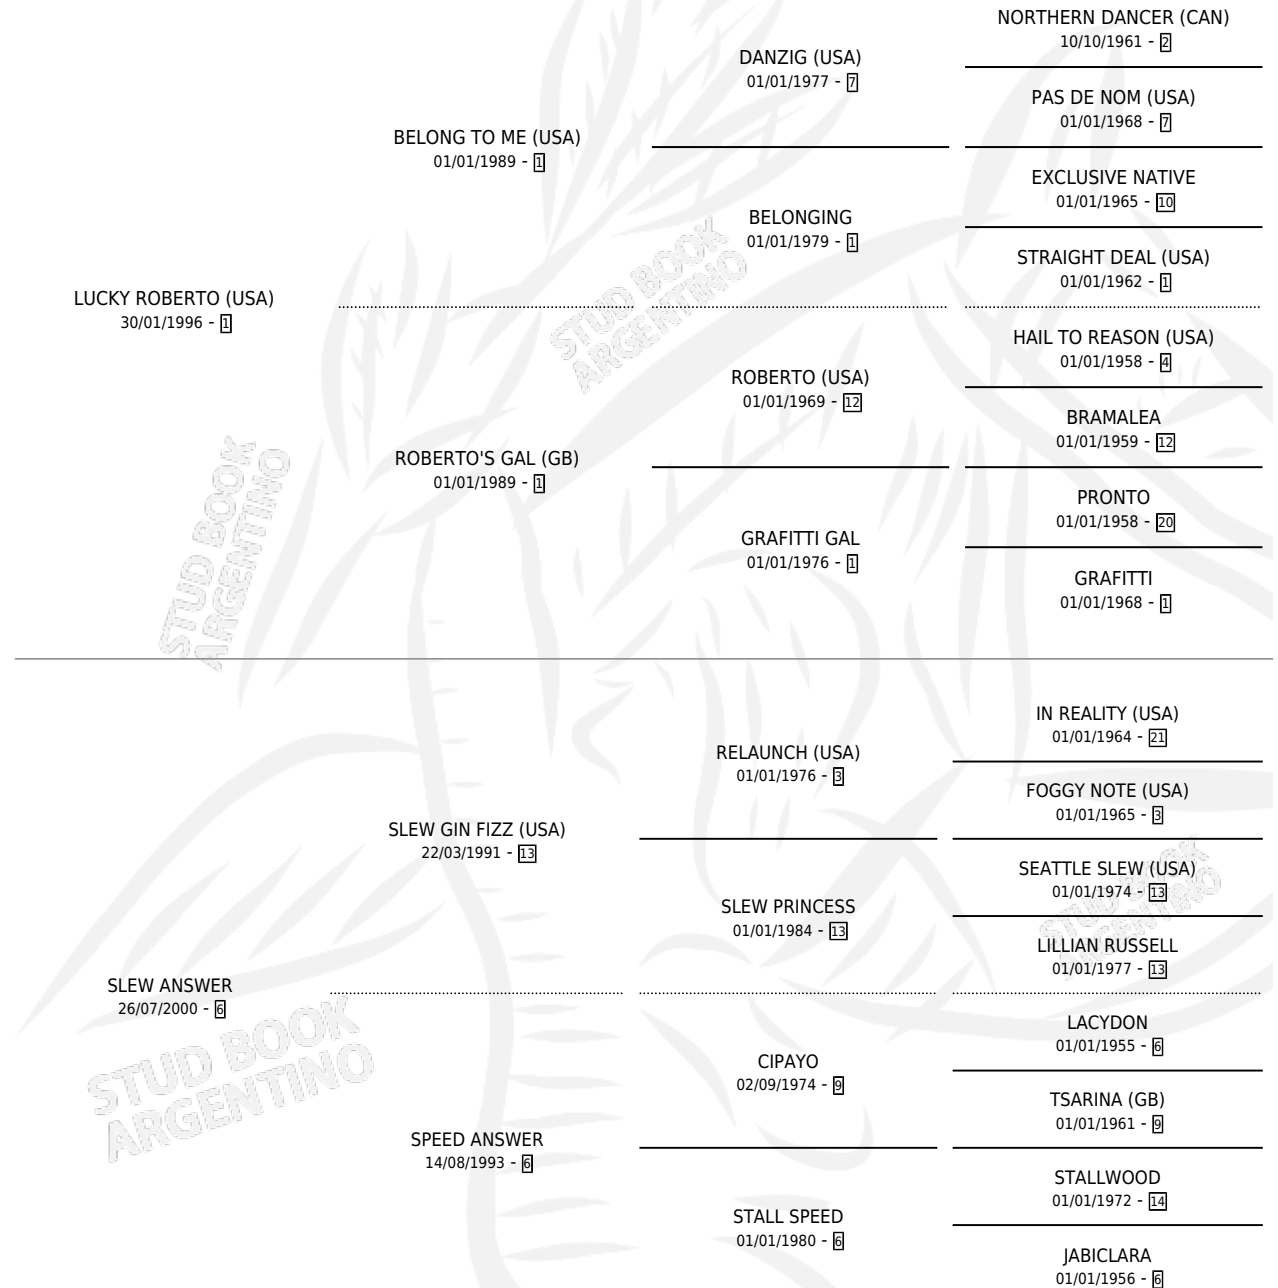 NORTHERN DANCER (CAN)
10/10/1961 - 2
DANZIG (USA)
01/01/1977 - 7
PAS DE NOM (USA)
01/01/1968 - 7
BELONG TO ME (USA)
01/01/1989 - 1
EXCLUSIVE NATIVE
01/01/1965 - 10
BELONGING
01/01/1979 - 1
STRAIGHT DEAL (USA)
01/01/1962 - 1
LUCKY ROBERTO (USA)
30/01/1996 - 1
HAIL TO REASON (USA)
01/01/1958 - 4
ROBERTO (USA)
01/01/1969 - 12
BRAMALEA
01/01/1959 - 12
ROBERTO'S GAL (GB)
01/01/1989 - 1
PRONTO
01/01/1958 - 20
GRAFITTI GAL
01/01/1976 - 1
GRAFITTI
01/01/1968 - 1
STUD BOOK
ARGENTINO
STUD BOOK
ARGENTINO
IN REALITY (USA)
01/01/1964 - 21
RELAUNCH (USA)
01/01/1976 - 3
FOGGY NOTE (USA)
01/01/1965 - 3
SLEW GIN FIZZ (USA)
22/03/1991 - 13
SEATTLE SLEW (USA)
01/01/1974 - 13
SLEW PRINCESS
01/01/1984 - 13
LILLIAN RUSSELL
01/01/1977 - 13
SLEW ANSWER
26/07/2000 - 6
LACYDON
01/01/1955 - 6
CIPAYO
02/09/1974 - 9
TSARINA (GB)
01/01/1961 - 9
SPEED ANSWER
14/08/1993 - 6
STALLWOOD
01/01/1972 - 14
STALL SPEED
01/01/1980 - 6
JABICLARA
01/01/1956 - 6
STUD BOOK
ARGENTINO
STUD BOOK
ARGENTINO